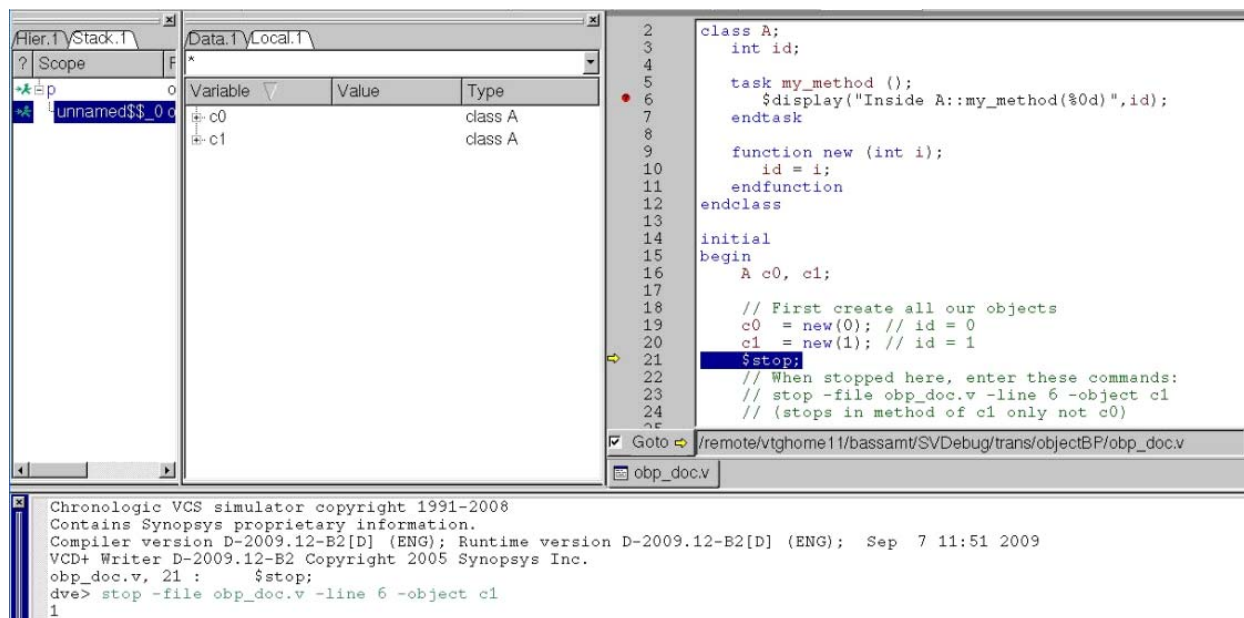 Hier.1 Stack.1
? Scope F
p o
unnamed$$_0 o
Data.1 Local.1
*
Variable Value Type
c0 class A
c1 class A
2 class A;
3 int id;
4
5 task my_method ();
6 $display("Inside A::my_method(%0d)",id);
7 endtask
8
9 function new (int i);
10 id = i;
11 endfunction
12 endclass
13
14 initial
15 begin
16 A c0, c1;
17
18 // First create all our objects
19 c0 = new(0); // id = 0
20 c1 = new(1); // id = 1
21 $stop;
22 // When stopped here, enter these commands:
23 // stop -file obp_doc.v -line 6 -object c1
24 // (stops in method of c1 only not c0)
25
Goto /remote/vtghome11/bassamt/SVDebug/trans/objectBP/obp_doc.v
obp_doc.v
Chronologic VCS simulator copyright 1991-2008
Contains Synopsys proprietary information.
Compiler version D-2009.12-B2[D] (ENG); Runtime version D-2009.12-B2[D] (ENG); Sep 7 11:51 2009
VCD+ Writer D-2009.12-B2 Copyright 2005 Synopsys Inc.
obp_doc.v, 21 : $stop;
dve> stop -file obp_doc.v -line 6 -object c1
1